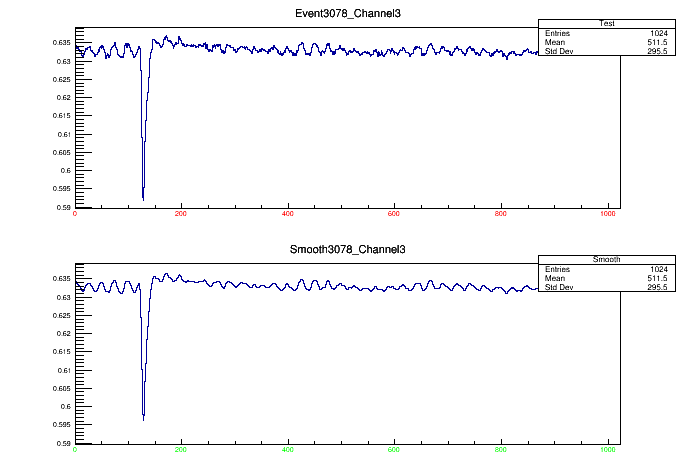 Event3078_Channel3
Test
Entries 1024
Mean 511.5
Std Dev 295.5
0.635
0.63
0.625
0.62
0.615
0.61
0.605
0.6
0.595
0.59
0 200 400 600 800 1000
Smooth3078_Channel3
Smooth
Entries 1024
Mean 511.5
Std Dev 295.5
0.635
0.63
0.625
0.62
0.615
0.61
0.605
0.6
0.595
0.59
0 200 400 600 800 1000